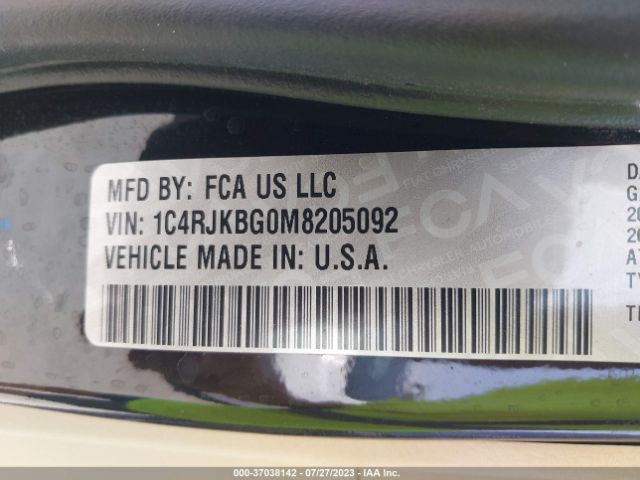 MFD BY: FCA US LLC
VIN: 1C4RJKBG0M8205092
VEHICLE MADE IN: U.S.A.
000-37038142 - 07/27/2023 - IAA Inc.